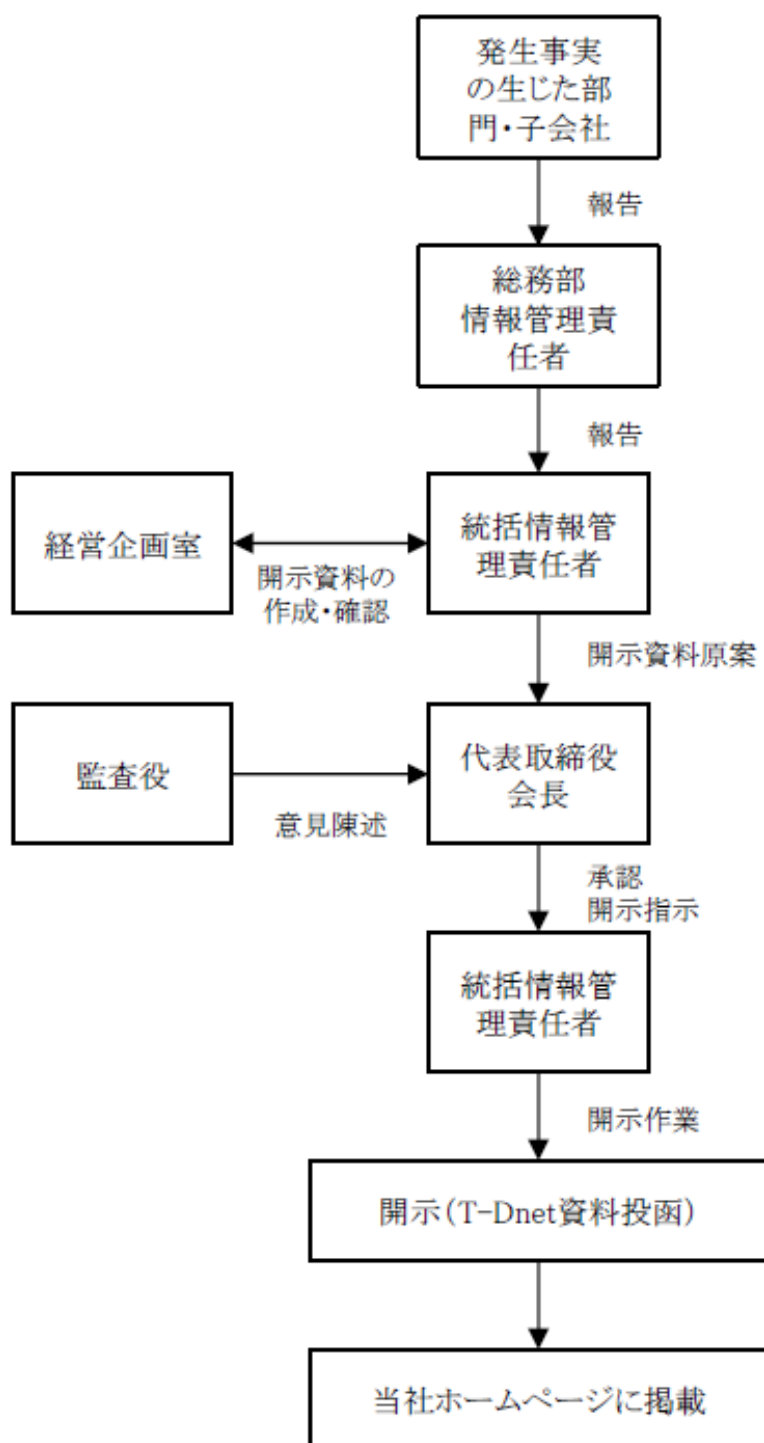 発生事実
の生じた部
門・子会社
報告
総務部
情報管理責
任者
報告
経営企画室
統括情報管
理責任者
開示資料の
作成・確認
開示資料原案
監査役
代表取締役
会長
意見陳述
承認
開示指示
統括情報管
理責任者
開示作業
開示(T-Dnet資料投函)
当社ホームページに掲載